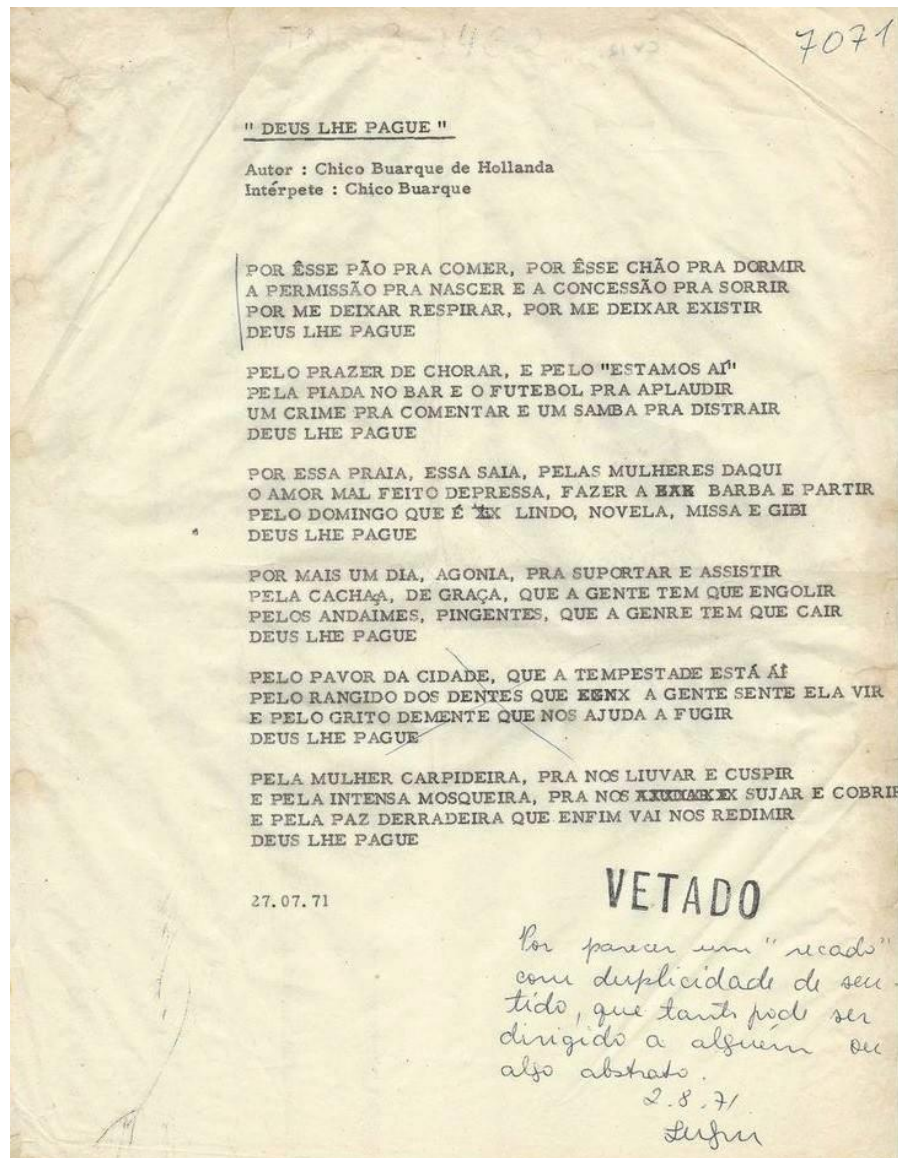 7071
" DEUS LHE PAGUE "
Autor : Chico Buarque de Hollanda
Intérpete : Chico Buarque
POR ÊSSE PÃO PRA COMER, POR ÊSSE CHÃO PRA DORMIR
A PERMISSÃO PRA NASCER E A CONCESSÃO PRA SORRIR
POR ME DEIXAR RESPIRAR, POR ME DEIXAR EXISTIR
DEUS LHE PAGUE
PELO PRAZER DE CHORAR, E PELO "ESTAMOS AÍ"
PELA PIADA NO BAR E O FUTEBOL PRA APLAUDIR
UM CRIME PRA COMENTAR E UM SAMBA PRA DISTRAIR
DEUS LHE PAGUE
POR ESSA PRAIA, ESSA SAIA, PELAS MULHERES DAQUI
O AMOR MAL FEITO DEPRESSA, FAZER A BARBA E PARTIR
PELO DOMINGO QUE É LINDO, NOVELA, MISSA E GIBI
DEUS LHE PAGUE
POR MAIS UM DIA, AGONIA, PRA SUPORTAR E ASSISTIR
PELA CACHAÇA, DE GRAÇA, QUE A GENTE TEM QUE ENGOLIR
PELOS ANDAIMES, PINGENTES, QUE A GENRE TEM QUE CAIR
DEUS LHE PAGUE
PELO PAVOR DA CIDADE, QUE A TEMPESTADE ESTÁ AÍ
PELO RANGIDO DOS DENTES QUE A GENTE SENTE ELA VIR
E PELO GRITO DEMENTE QUE NOS AJUDA A FUGIR
DEUS LHE PAGUE
PELA MULHER CARPIDEIRA, PRA NOS LIUVAR E CUSPIR
E PELA INTENSA MOSQUEIRA, PRA NOS SUJAR E COBRIR
E PELA PAZ DERRADEIRA QUE ENFIM VAI NOS REDIMIR
DEUS LHE PAGUE
27.07.71
VETADO
Por parecer um "recado"
com duplicidade de sen-
tido, que tanto pode ser
dirigido a alguém ou
algo abstrato.
2.8.71